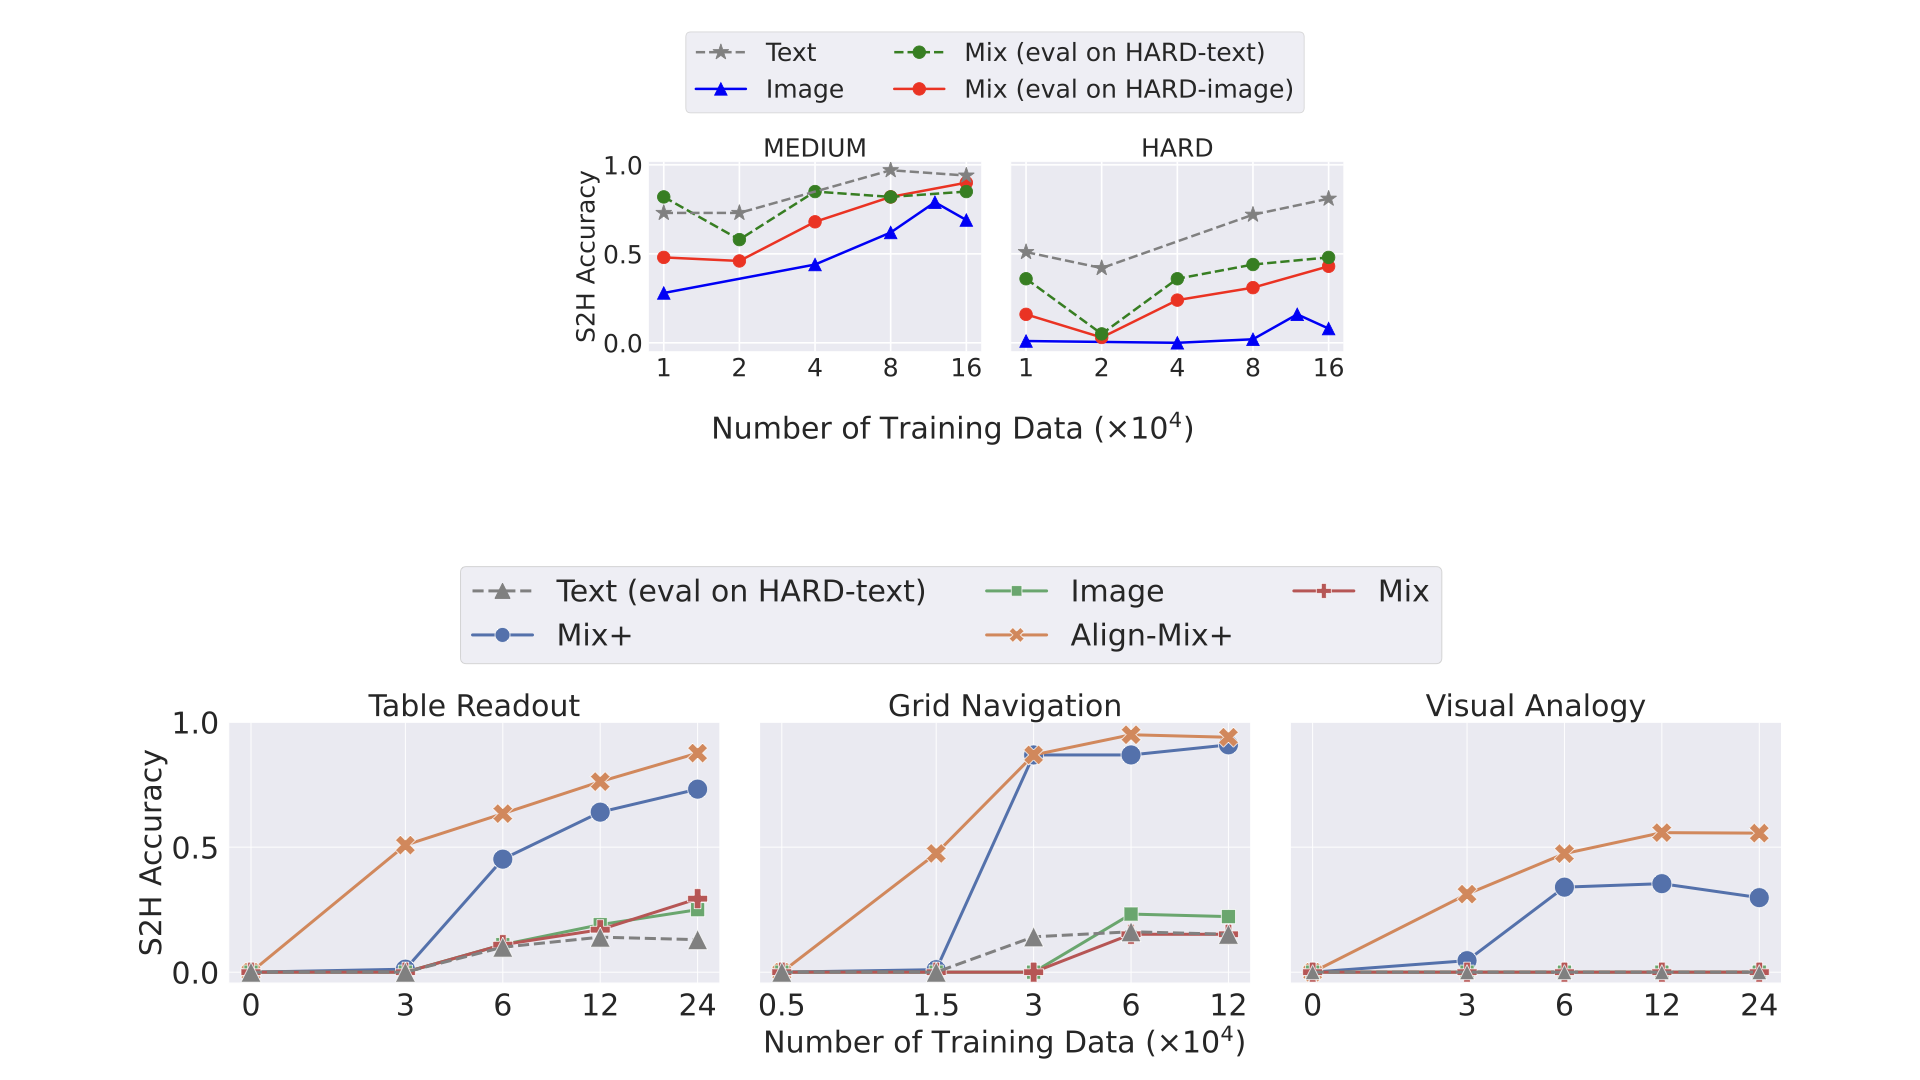 Text
Mix (eval on HARD-text)
Image
Mix (eval on HARD-image)
MEDIUM
HARD
S2H Accuracy
1.0
0.5
0.0
1 2 4 8 16
1 2 4 8 16
Number of Training Data (×10⁴)
Text (eval on HARD-text)
Image
Mix
Mix+
Align-Mix+
Table Readout
Grid Navigation
Visual Analogy
S2H Accuracy
1.0
0.5
0.0
0 3 6 12 24
0.5 1.5 3 6 12
0 3 6 12 24
Number of Training Data (×10⁴)